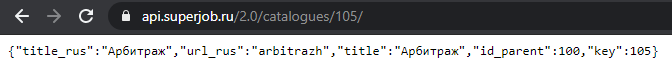 api.superjob.ru/2.0/catalogues/105/
{"title_rus":"Арбитраж","url_rus":"arbitrazh","title":"Арбитраж","id_parent":100,"key":105}